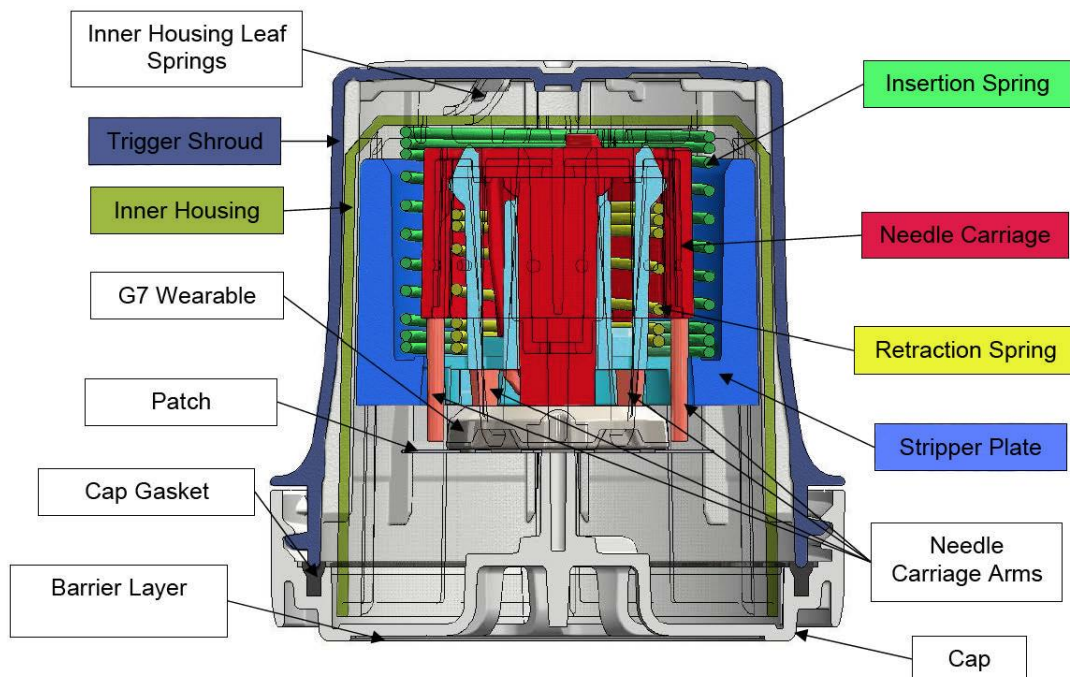 Inner Housing Leaf
Springs
Trigger Shroud
Inner Housing
G7 Wearable
Patch
Cap Gasket
Barrier Layer
Insertion Spring
Needle Carriage
Retraction Spring
Stripper Plate
Needle
Carriage Arms
Cap